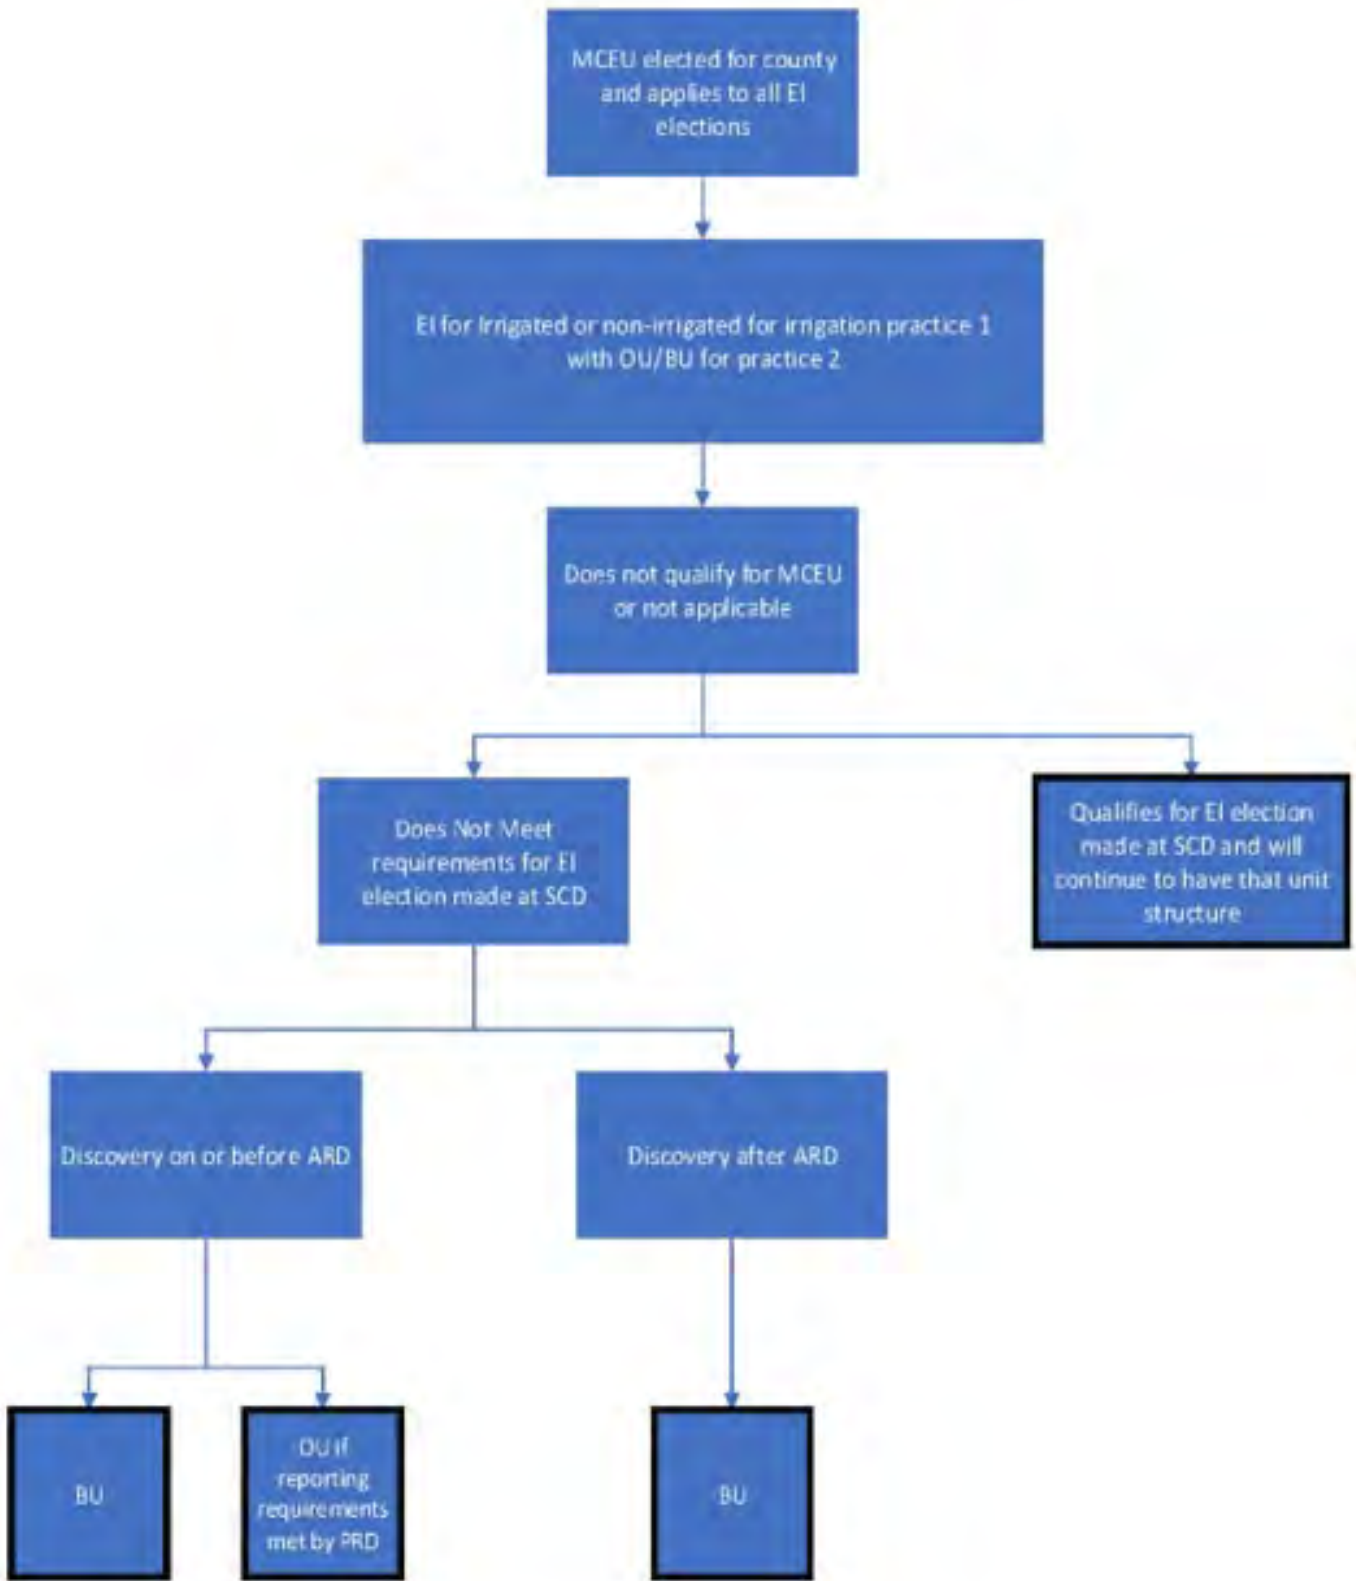 MCEU elected for county
and applies to all EI
elections
EI for Irrigated or non-irrigated for irrigation practice 1
with OU/BU for practice 2
Does not qualify for MCEU
or not applicable
Does Not Meet
requirements for EI
election made at SCD
Qualifies for EI election
made at SCD and will
continue to have that unit
structure
Discovery on or before ARD
Discovery after ARD
BU
OU if
reporting
requirements
met by PRD
BU